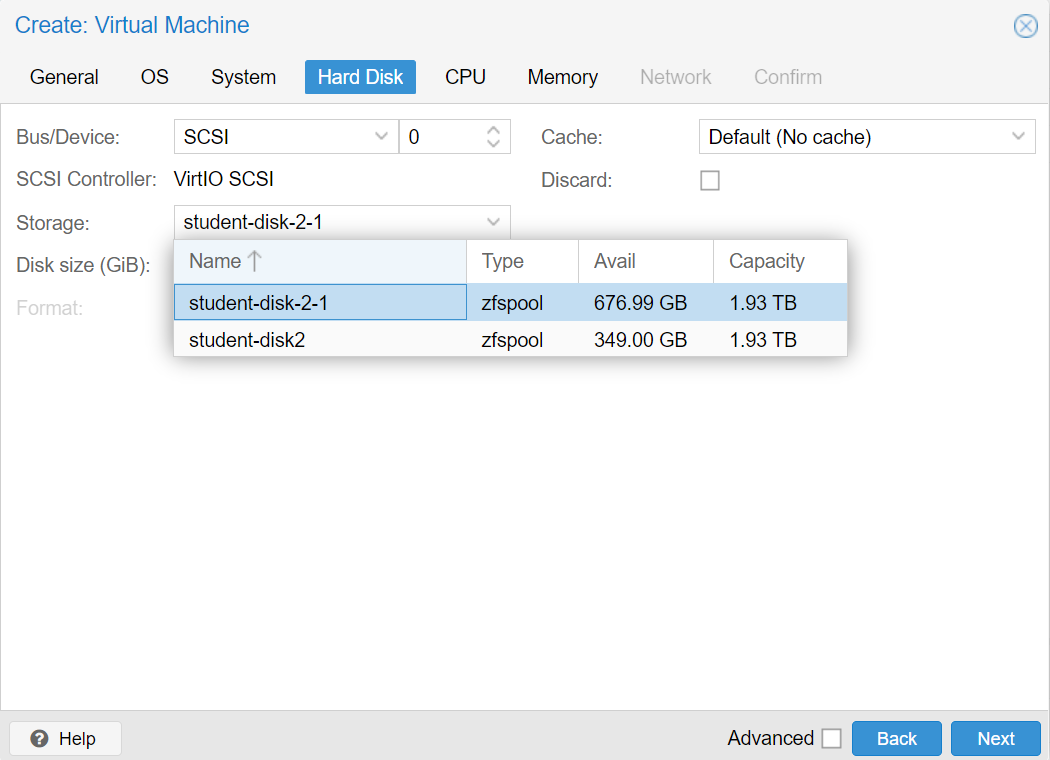 Create: Virtual Machine
General OS System Hard Disk CPU Memory Network Confirm
Bus/Device: SCSI 0 Cache: Default (No cache)
SCSI Controller: VirtIO SCSI Discard:
Storage: student-disk-2-1
Disk size (GiB):
Format:
Name Type Avail Capacity
student-disk-2-1 zfspool 676.99 GB 1.93 TB
student-disk2 zfspool 349.00 GB 1.93 TB
Help Advanced Back Next